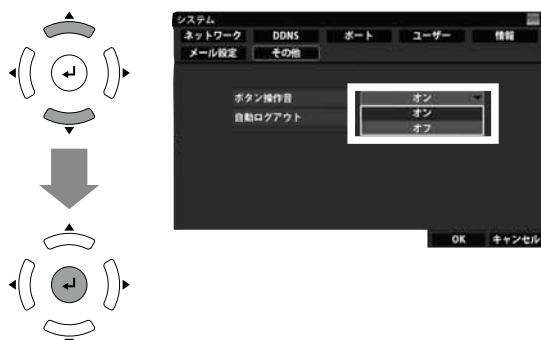 システム
ネットワーク DDNS ポート ユーザー 情報
メール設定 その他
ボタン操作音 オン
自動ログアウト オン
オフ
OK キャンセル